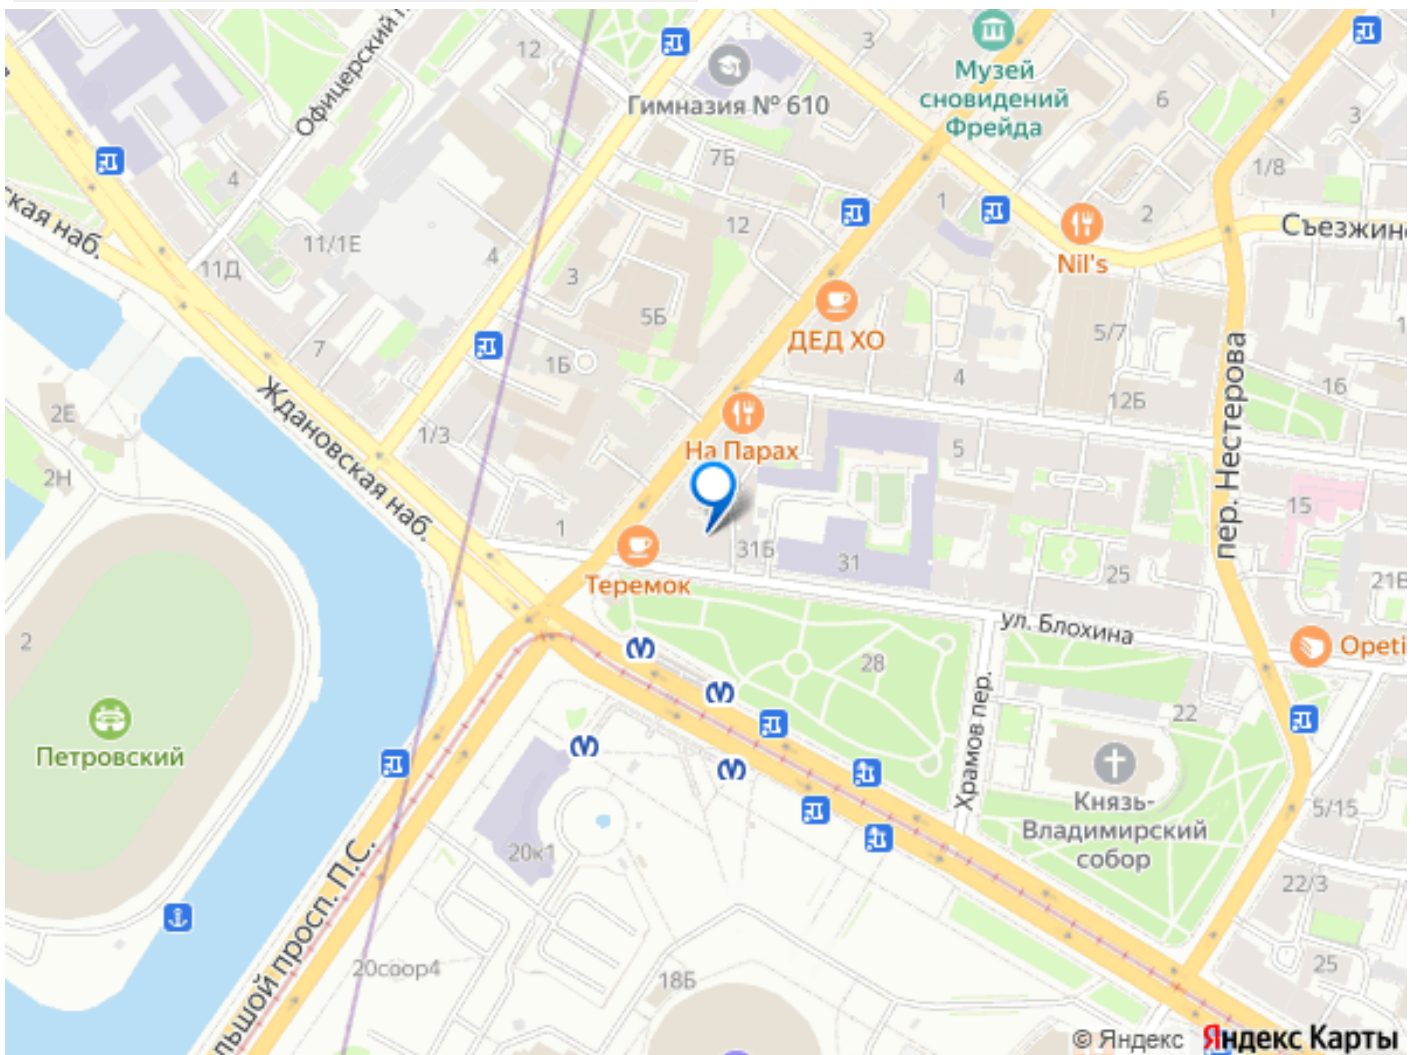 Офицерский п
12
Гимназия № 610
3
Музей
сновидений
Фрейда
6
3
4
7Б
12
1
2
1/8
Съезжинс
ская наб.
11Д
11/1Е
4
3
5Б
Nil's
ДЕД ХО
5/7
7
1Б
4
12Б
16
пер. Нестерова
2Е
Ждановская наб.
1/3
На Парах
5
2Н
1
31Б
31
15
Теремок
25
21В
ул. Блохина
Opeti
2
28
Храмов пер.
22
Петровский
Князь-
Владимирский
собор
5/15
20к1
льшой просп. П.С.
22/3
20соор4
18Б
25
© Яндекс Яндекс Карты